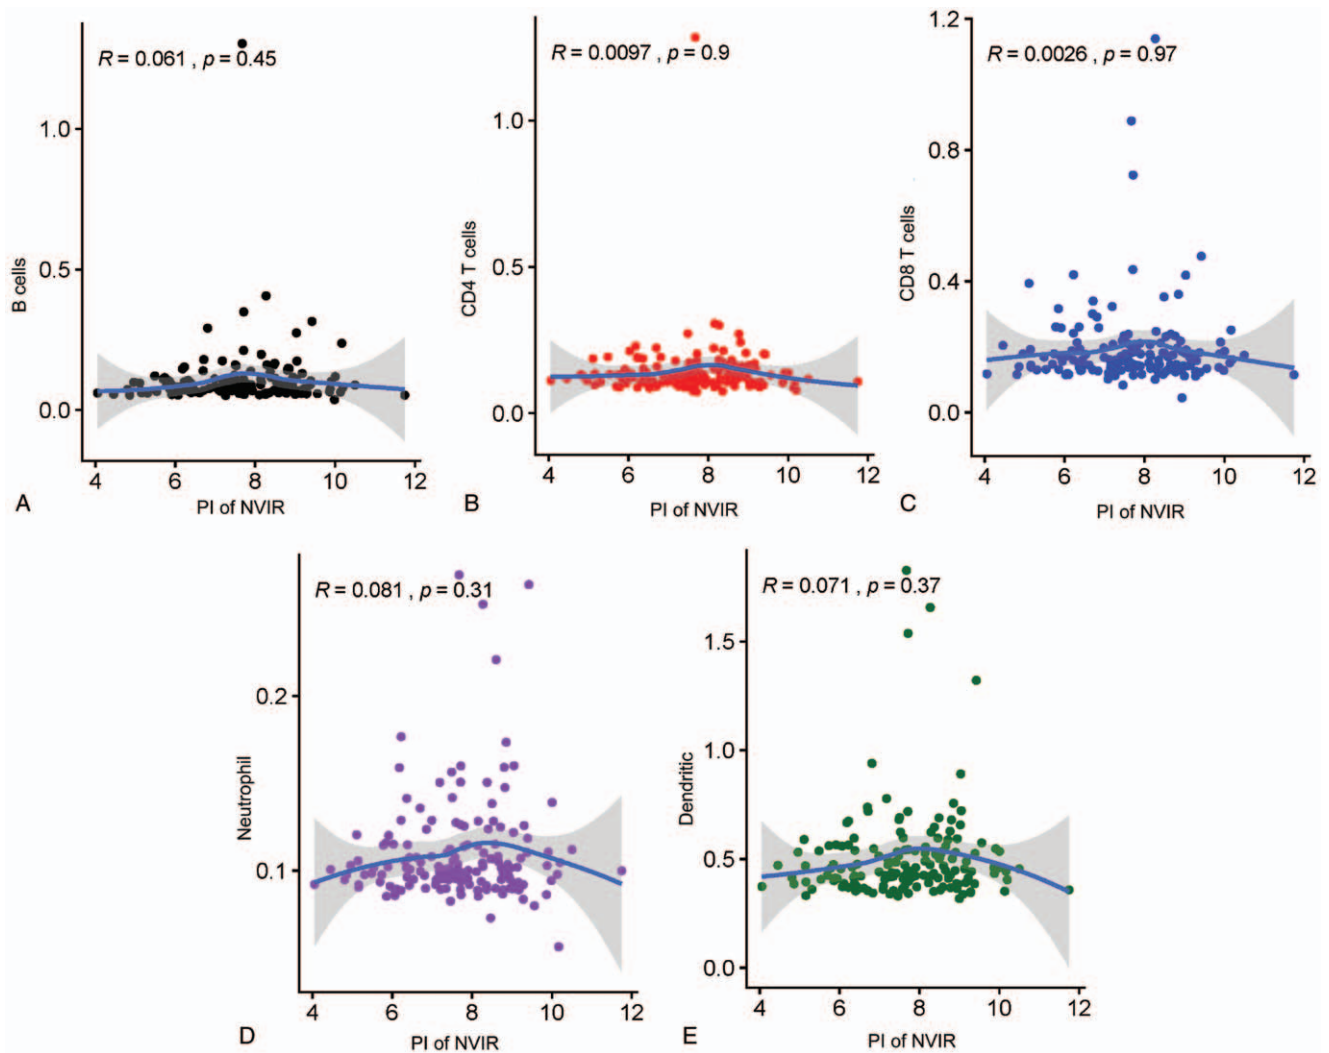 R = 0.061 , p = 0.45
1.0
0.5
0.0
B cells
4 6 8 10 12
PI of NVIR
A
R = 0.0097 , p = 0.9
1.0
0.5
0.0
CD4 T cells
4 6 8 10 12
PI of NVIR
B
R = 0.0026 , p = 0.97
1.2
0.8
0.4
0.0
CD8 T cells
4 6 8 10 12
PI of NVIR
C
R = 0.081 , p = 0.31
0.2
0.1
Neutrophil
4 6 8 10 12
PI of NVIR
D
R = 0.071 , p = 0.37
1.5
1.0
0.5
0.0
Dendritic
4 6 8 10 12
PI of NVIR
E